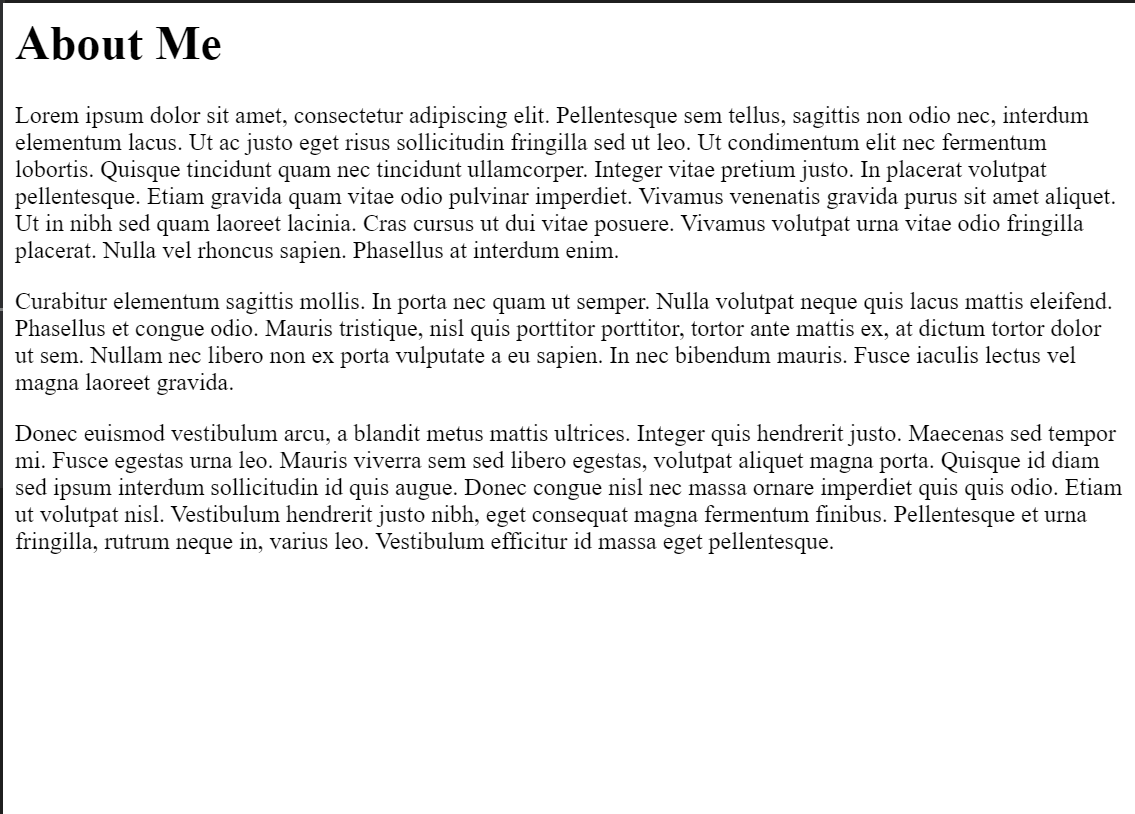 About Me
Lorem ipsum dolor sit amet, consectetur adipiscing elit. Pellentesque sem tellus, sagittis non odio nec, interdum
elementum lacus. Ut ac justo eget risus sollicitudin fringilla sed ut leo. Ut condimentum elit nec fermentum
lobortis. Quisque tincidunt quam nec tincidunt ullamcorper. Integer vitae pretium justo. In placerat volutpat
pellentesque. Etiam gravida quam vitae odio pulvinar imperdiet. Vivamus venenatis gravida purus sit amet aliquet.
Ut in nibh sed quam laoreet lacinia. Cras cursus ut dui vitae posuere. Vivamus volutpat urna vitae odio fringilla
placerat. Nulla vel rhoncus sapien. Phasellus at interdum enim.
Curabitur elementum sagittis mollis. In porta nec quam ut semper. Nulla volutpat neque quis lacus mattis eleifend.
Phasellus et congue odio. Mauris tristique, nisl quis porttitor porttitor, tortor ante mattis ex, at dictum tortor dolor
ut sem. Nullam nec libero non ex porta vulputate a eu sapien. In nec bibendum mauris. Fusce iaculis lectus vel
magna laoreet gravida.
Donec euismod vestibulum arcu, a blandit metus mattis ultrices. Integer quis hendrerit justo. Maecenas sed tempor
mi. Fusce egestas urna leo. Mauris viverra sem sed libero egestas, volutpat aliquet magna porta. Quisque id diam
sed ipsum interdum sollicitudin id quis augue. Donec congue nisl nec massa ornare imperdiet quis quis odio. Etiam
ut volutpat nisl. Vestibulum hendrerit justo nibh, eget consequat magna fermentum finibus. Pellentesque et urna
fringilla, rutrum neque in, varius leo. Vestibulum efficitur id massa eget pellentesque.